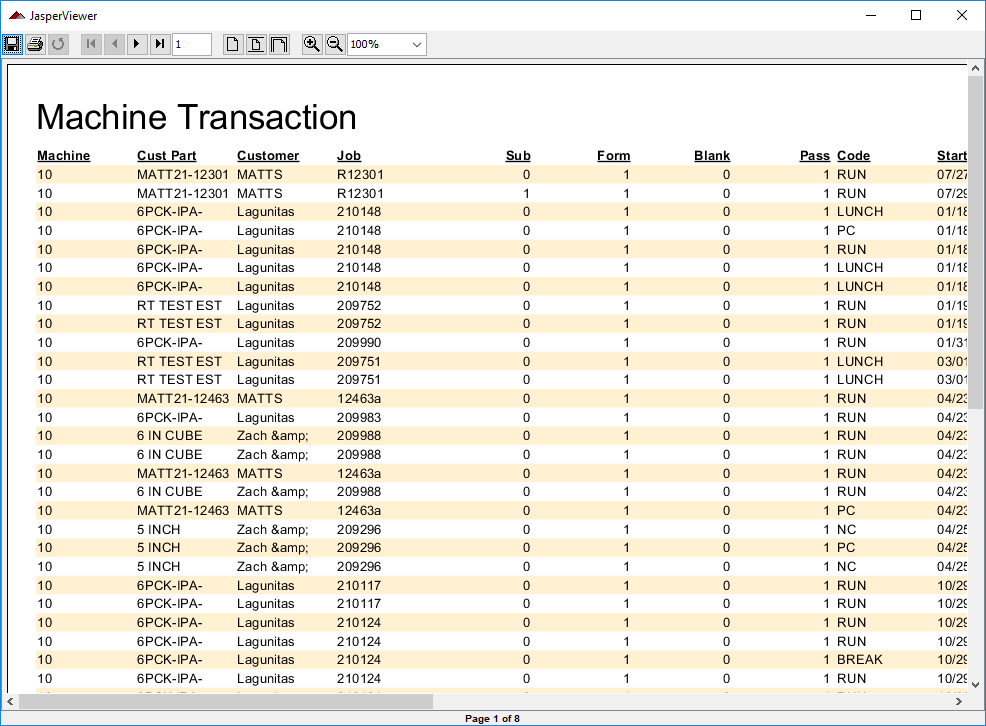 JasperViewer
1 100%
Machine Transaction
Machine Cust Part Customer Job Sub Form Blank Pass Code Start
10 MATT21-12301 MATTS R12301 0 1 0 1 RUN 07/27
10 MATT21-12301 MATTS R12301 1 1 0 1 RUN 07/29
10 6PCK-IPA- Lagunitas 210148 0 1 0 1 LUNCH 01/18
10 6PCK-IPA- Lagunitas 210148 0 1 0 1 PC 01/18
10 6PCK-IPA- Lagunitas 210148 0 1 0 1 RUN 01/18
10 6PCK-IPA- Lagunitas 210148 0 1 0 1 LUNCH 01/18
10 6PCK-IPA- Lagunitas 210148 0 1 0 1 LUNCH 01/18
10 RT TEST EST Lagunitas 209752 0 1 0 1 RUN 01/19
10 RT TEST EST Lagunitas 209752 0 1 0 1 RUN 01/19
10 6PCK-IPA- Lagunitas 209990 0 1 0 1 RUN 01/31
10 RT TEST EST Lagunitas 209751 0 1 0 1 LUNCH 03/01
10 RT TEST EST Lagunitas 209751 0 1 0 1 LUNCH 03/01
10 MATT21-12463 MATTS 12463a 0 1 0 1 RUN 04/23
10 6PCK-IPA- Lagunitas 209983 0 1 0 1 RUN 04/23
10 6 IN CUBE Zach &amp;amp; 209988 0 1 0 1 RUN 04/23
10 6 IN CUBE Zach &amp;amp; 209988 0 1 0 1 RUN 04/23
10 MATT21-12463 MATTS 12463a 0 1 0 1 RUN 04/23
10 6 IN CUBE Zach &amp;amp; 209988 0 1 0 1 RUN 04/23
10 MATT21-12463 MATTS 12463a 0 1 0 1 PC 04/23
10 5 INCH Zach &amp;amp; 209296 0 1 0 1 NC 04/25
10 5 INCH Zach &amp;amp; 209296 0 1 0 1 PC 04/25
10 5 INCH Zach &amp;amp; 209296 0 1 0 1 NC 04/25
10 6PCK-IPA- Lagunitas 210117 0 1 0 1 RUN 10/29
10 6PCK-IPA- Lagunitas 210117 0 1 0 1 RUN 10/29
10 6PCK-IPA- Lagunitas 210124 0 1 0 1 RUN 10/29
10 6PCK-IPA- Lagunitas 210124 0 1 0 1 RUN 10/29
10 6PCK-IPA- Lagunitas 210124 0 1 0 1 BREAK 10/29
10 6PCK-IPA- Lagunitas 210124 0 1 0 1 RUN 10/29
Page 1 of 8